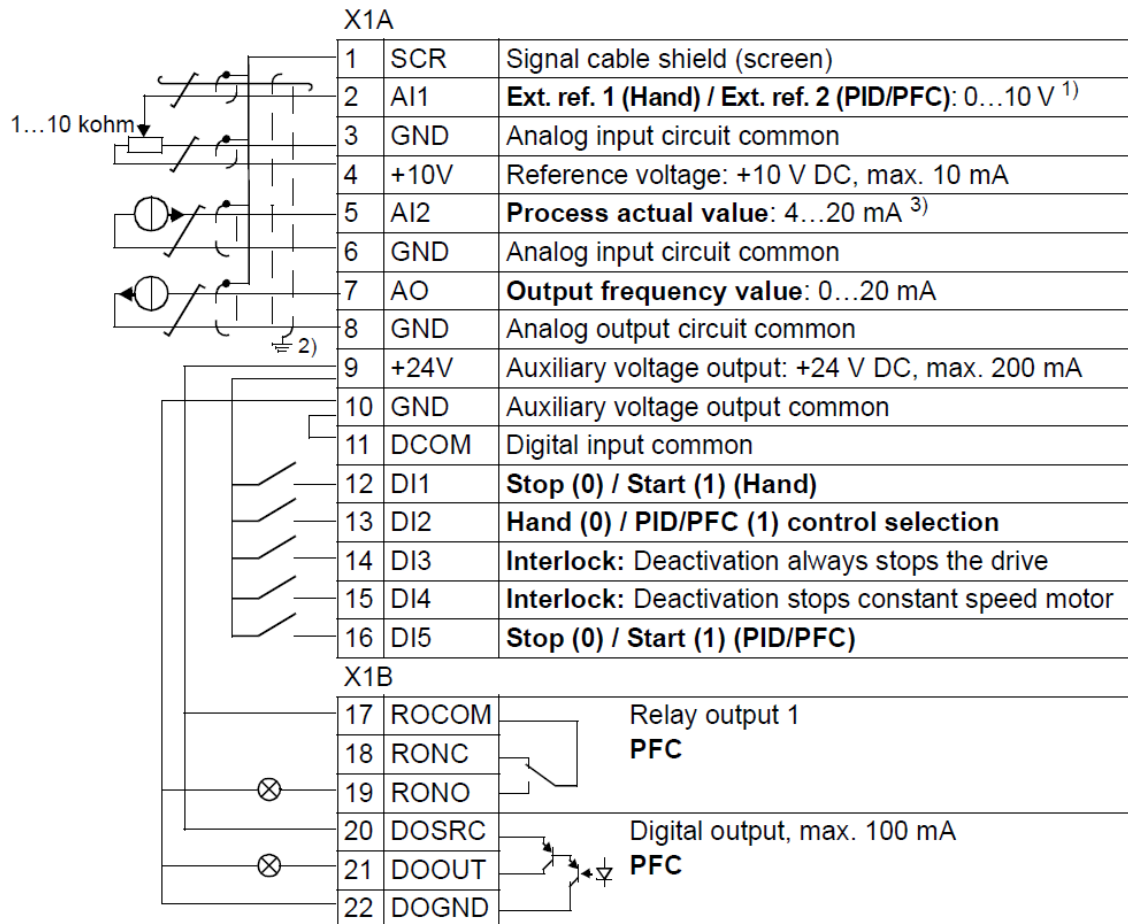 X1A
1 SCR Signal cable shield (screen)
2 AI1 Ext. ref. 1 (Hand) / Ext. ref. 2 (PID/PFC): 0…10 V 1)
1…10 kohm
3 GND Analog input circuit common
4 +10V Reference voltage: +10 V DC, max. 10 mA
5 AI2 Process actual value: 4…20 mA 3)
6 GND Analog input circuit common
7 AO Output frequency value: 0…20 mA
8 GND Analog output circuit common
2)
9 +24V Auxiliary voltage output: +24 V DC, max. 200 mA
10 GND Auxiliary voltage output common
11 DCOM Digital input common
12 DI1 Stop (0) / Start (1) (Hand)
13 DI2 Hand (0) / PID/PFC (1) control selection
14 DI3 Interlock: Deactivation always stops the drive
15 DI4 Interlock: Deactivation stops constant speed motor
16 DI5 Stop (0) / Start (1) (PID/PFC)
X1B
17 ROCOM Relay output 1
18 RONC PFC
19 RONO
20 DOSRC Digital output, max. 100 mA
21 DOOUT PFC
22 DOGND